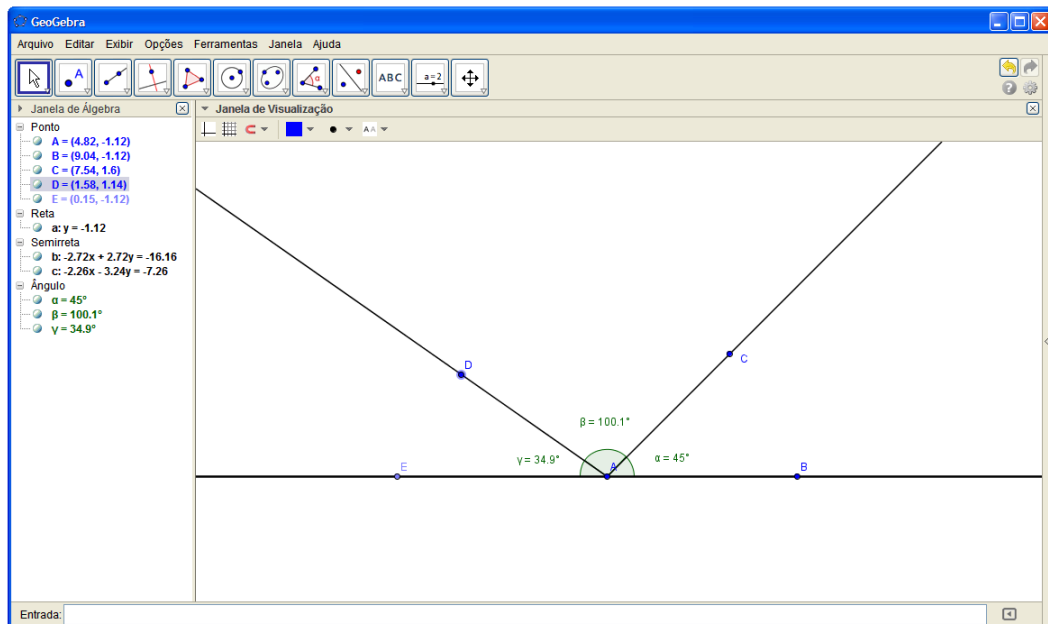 GeoGebra
Arquivo Editar Exibir Opções Ferramentas Janela Ajuda
A α ABC a=2
Janela de Álgebra
Ponto
A = (4.82, -1.12)
B = (9.04, -1.12)
C = (7.54, 1.6)
D = (1.58, 1.14)
E = (0.15, -1.12)
Reta
a: y = -1.12
Semirreta
b: -2.72x + 2.72y = -16.16
c: -2.26x - 3.24y = -7.26
Ângulo
α = 45°
β = 100.1°
γ = 34.9°
Janela de Visualização
A A
C
D
β = 100.1°
γ = 34.9°
α = 45°
E
A
B
Entrada: